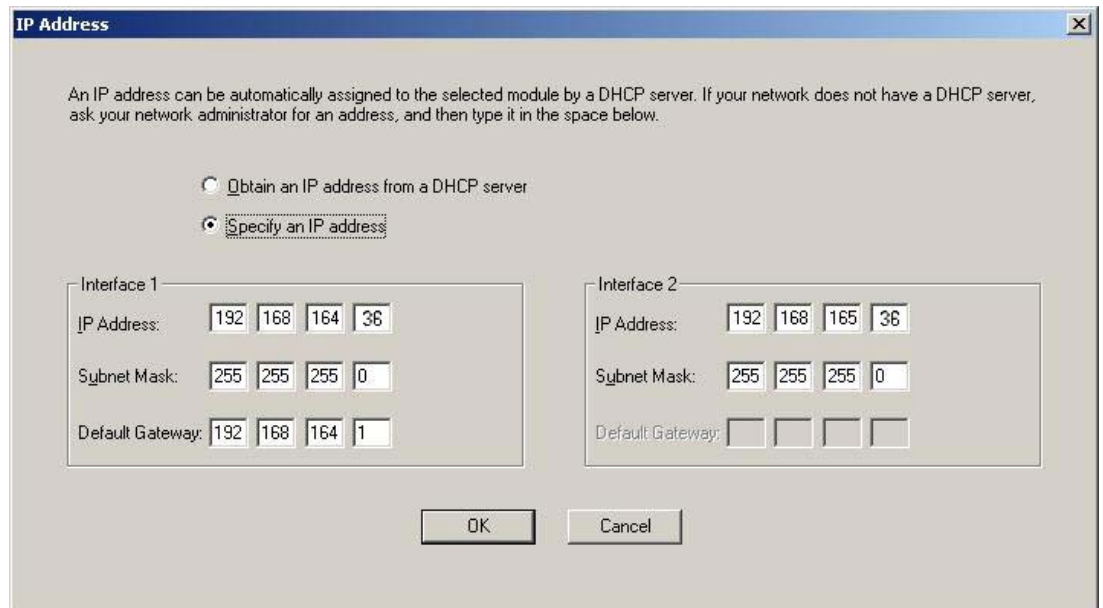 IP Address
An IP address can be automatically assigned to the selected module by a DHCP server. If your network does not have a DHCP server,
ask your network administrator for an address, and then type it in the space below.
Obtain an IP address from a DHCP server
Specify an IP address
Interface 1
IP Address: 192 168 164 36
Subnet Mask: 255 255 255 0
Default Gateway: 192 168 164 1
Interface 2
IP Address: 192 168 165 36
Subnet Mask: 255 255 255 0
Default Gateway:
OK
Cancel